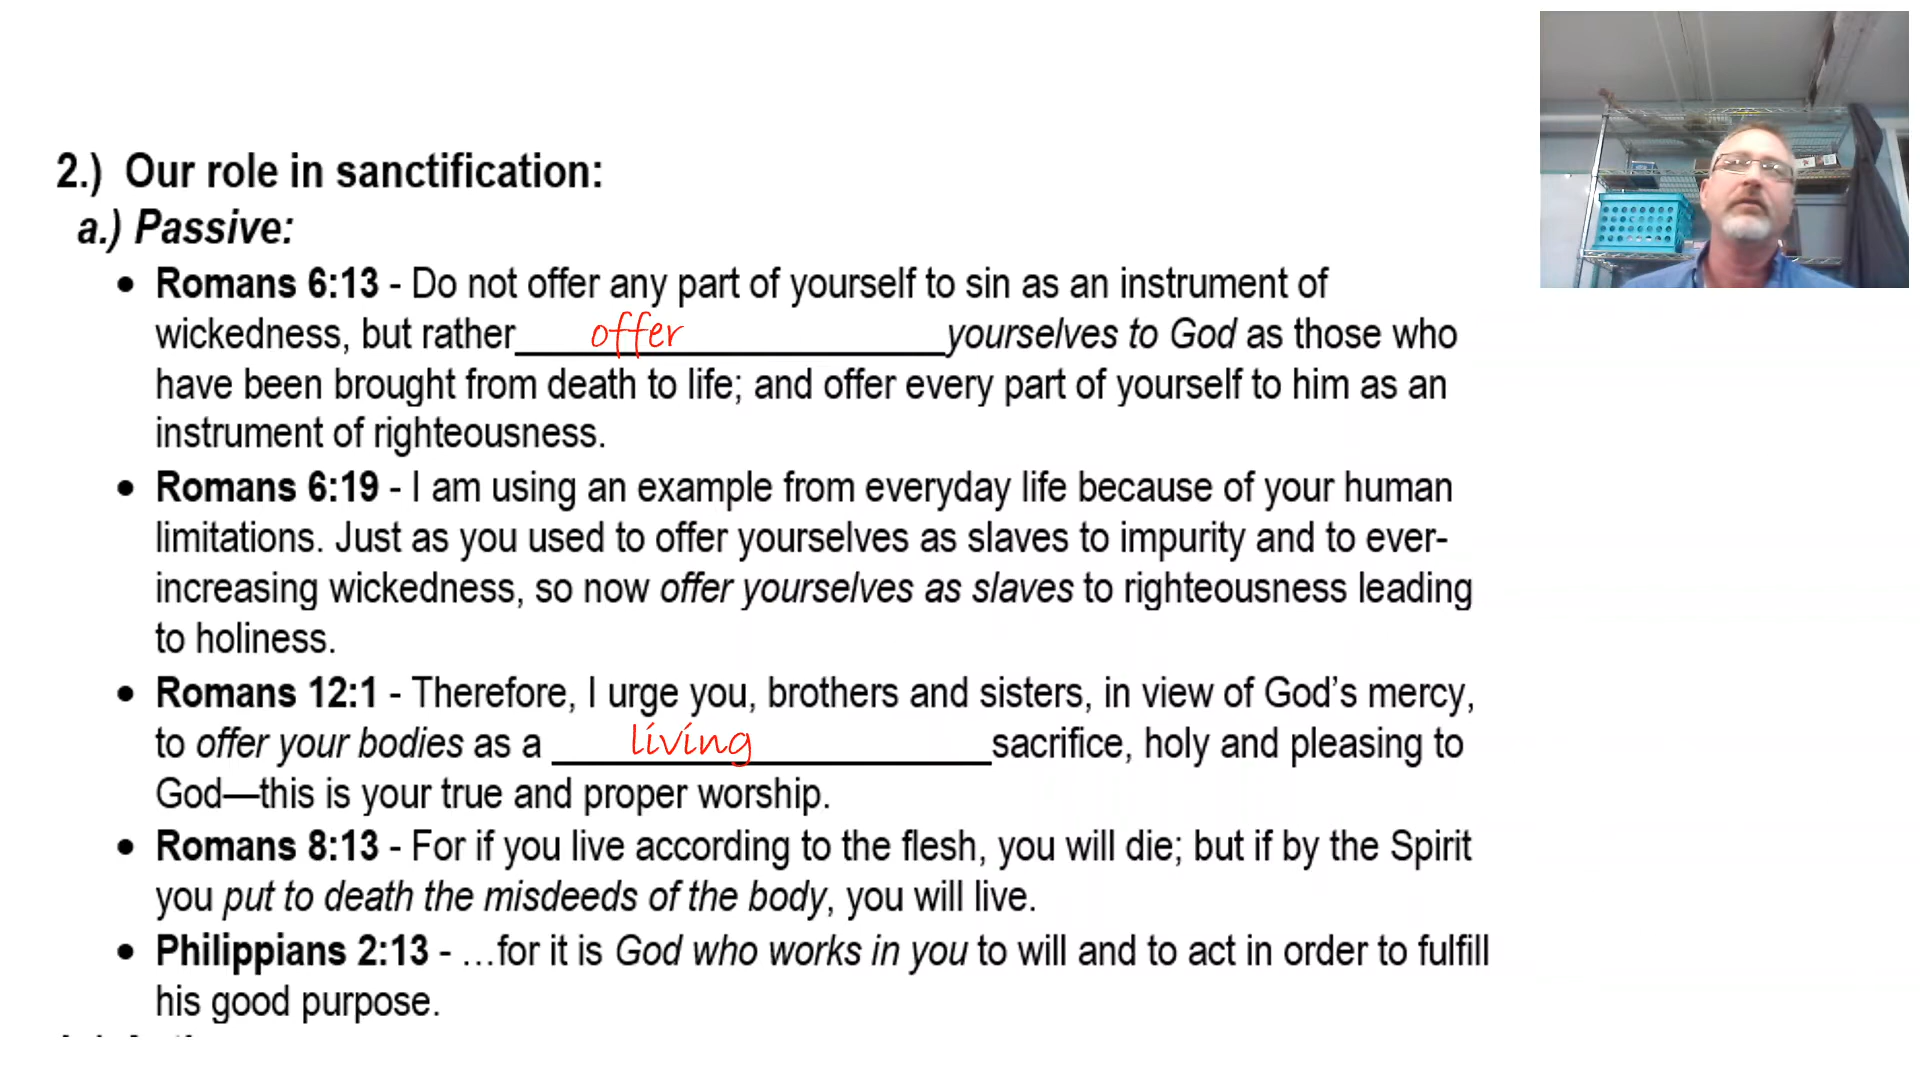 2.) Our role in sanctification:
a.) Passive:
• Romans 6:13 - Do not offer any part of yourself to sin as an instrument of
wickedness, but rather offer yourselves to God as those who
have been brought from death to life; and offer every part of yourself to him as an
instrument of righteousness.
• Romans 6:19 - I am using an example from everyday life because of your human
limitations. Just as you used to offer yourselves as slaves to impurity and to ever-
increasing wickedness, so now offer yourselves as slaves to righteousness leading
to holiness.
• Romans 12:1 - Therefore, I urge you, brothers and sisters, in view of God’s mercy,
to offer your bodies as a living sacrifice, holy and pleasing to
God—this is your true and proper worship.
• Romans 8:13 - For if you live according to the flesh, you will die; but if by the Spirit
you put to death the misdeeds of the body, you will live.
• Philippians 2:13 - …for it is God who works in you to will and to act in order to fulfill
his good purpose.